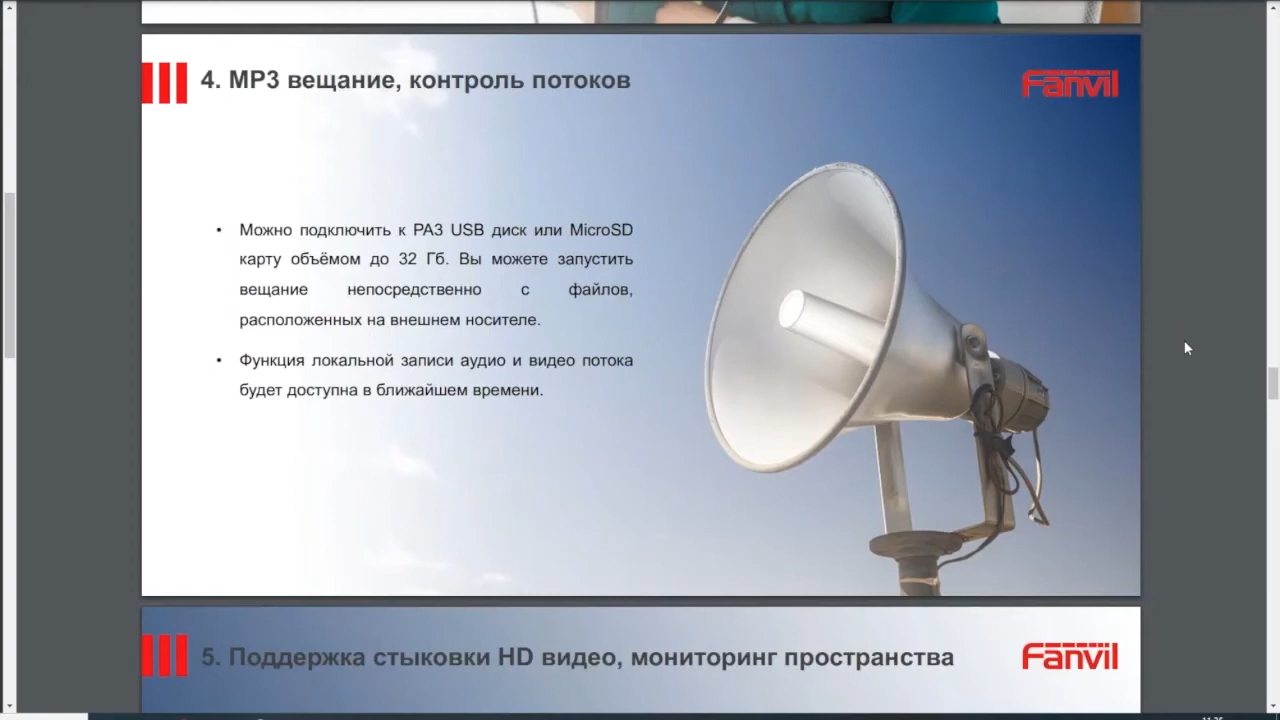 4. MP3 вещание, контроль потоков
Fanvil
• Можно подключить к PA3 USB диск или MicroSD
карту объёмом до 32 Гб. Вы можете запустить
вещание непосредственно с файлов,
расположенных на внешнем носителе.
• Функция локальной записи аудио и видео потока
будет доступна в ближайшем времени.
5. Поддержка стыковки HD видео, мониторинг пространства
Fanvil